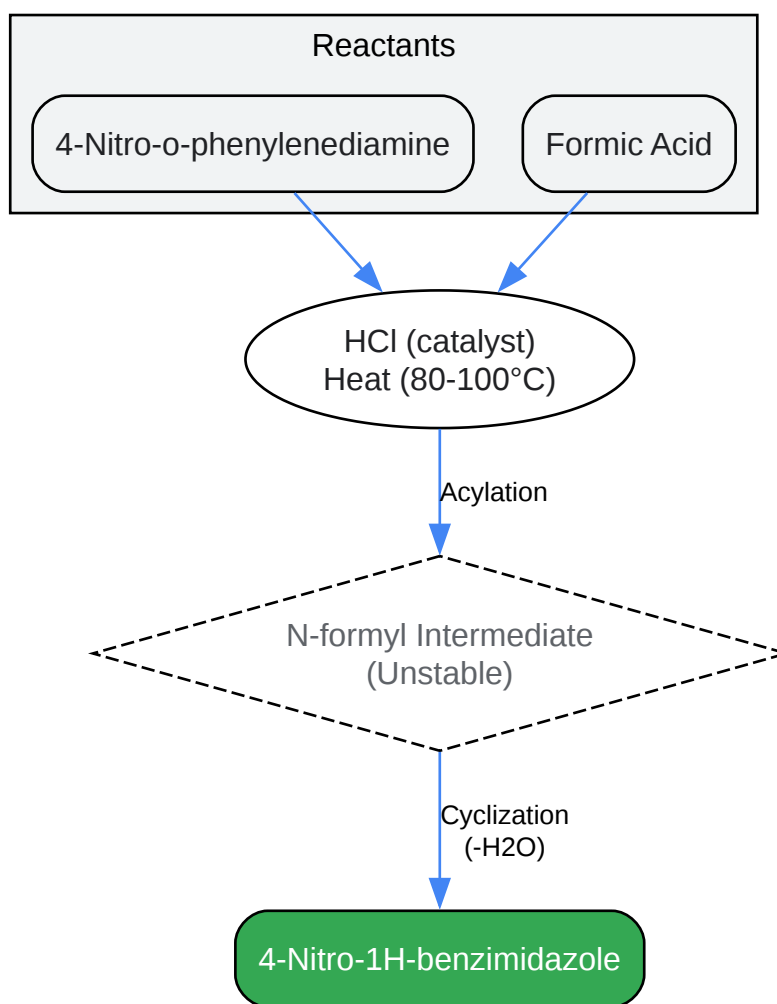 Reactants
4-Nitro-o-phenylenediamine
Formic Acid
HCl (catalyst)
Heat (80-100°C)
Acylation
N-formyl Intermediate
(Unstable)
Cyclization
(-H2O)
4-Nitro-1H-benzimidazole